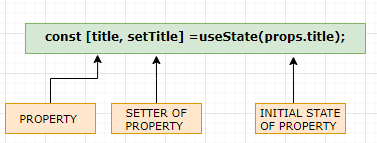 const [title, setTitle] =useState(props.title);
PROPERTY
SETTER OF
PROPERTY
INITIAL STATE
OF PROPERTY